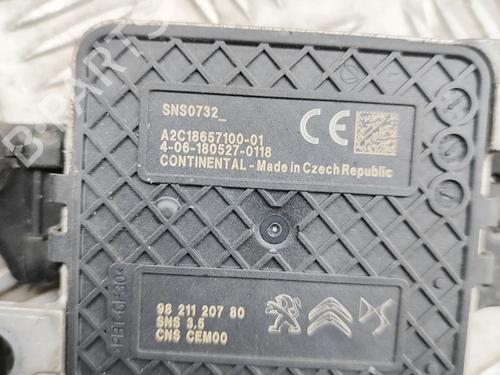 SNS0732_
A2C18657100-01
4-06-180527-0118
CONTINENTAL - Made in Czech Republic
CE
98 211 207 80
SNS 3.5
CNS CEM00
B-PARTS